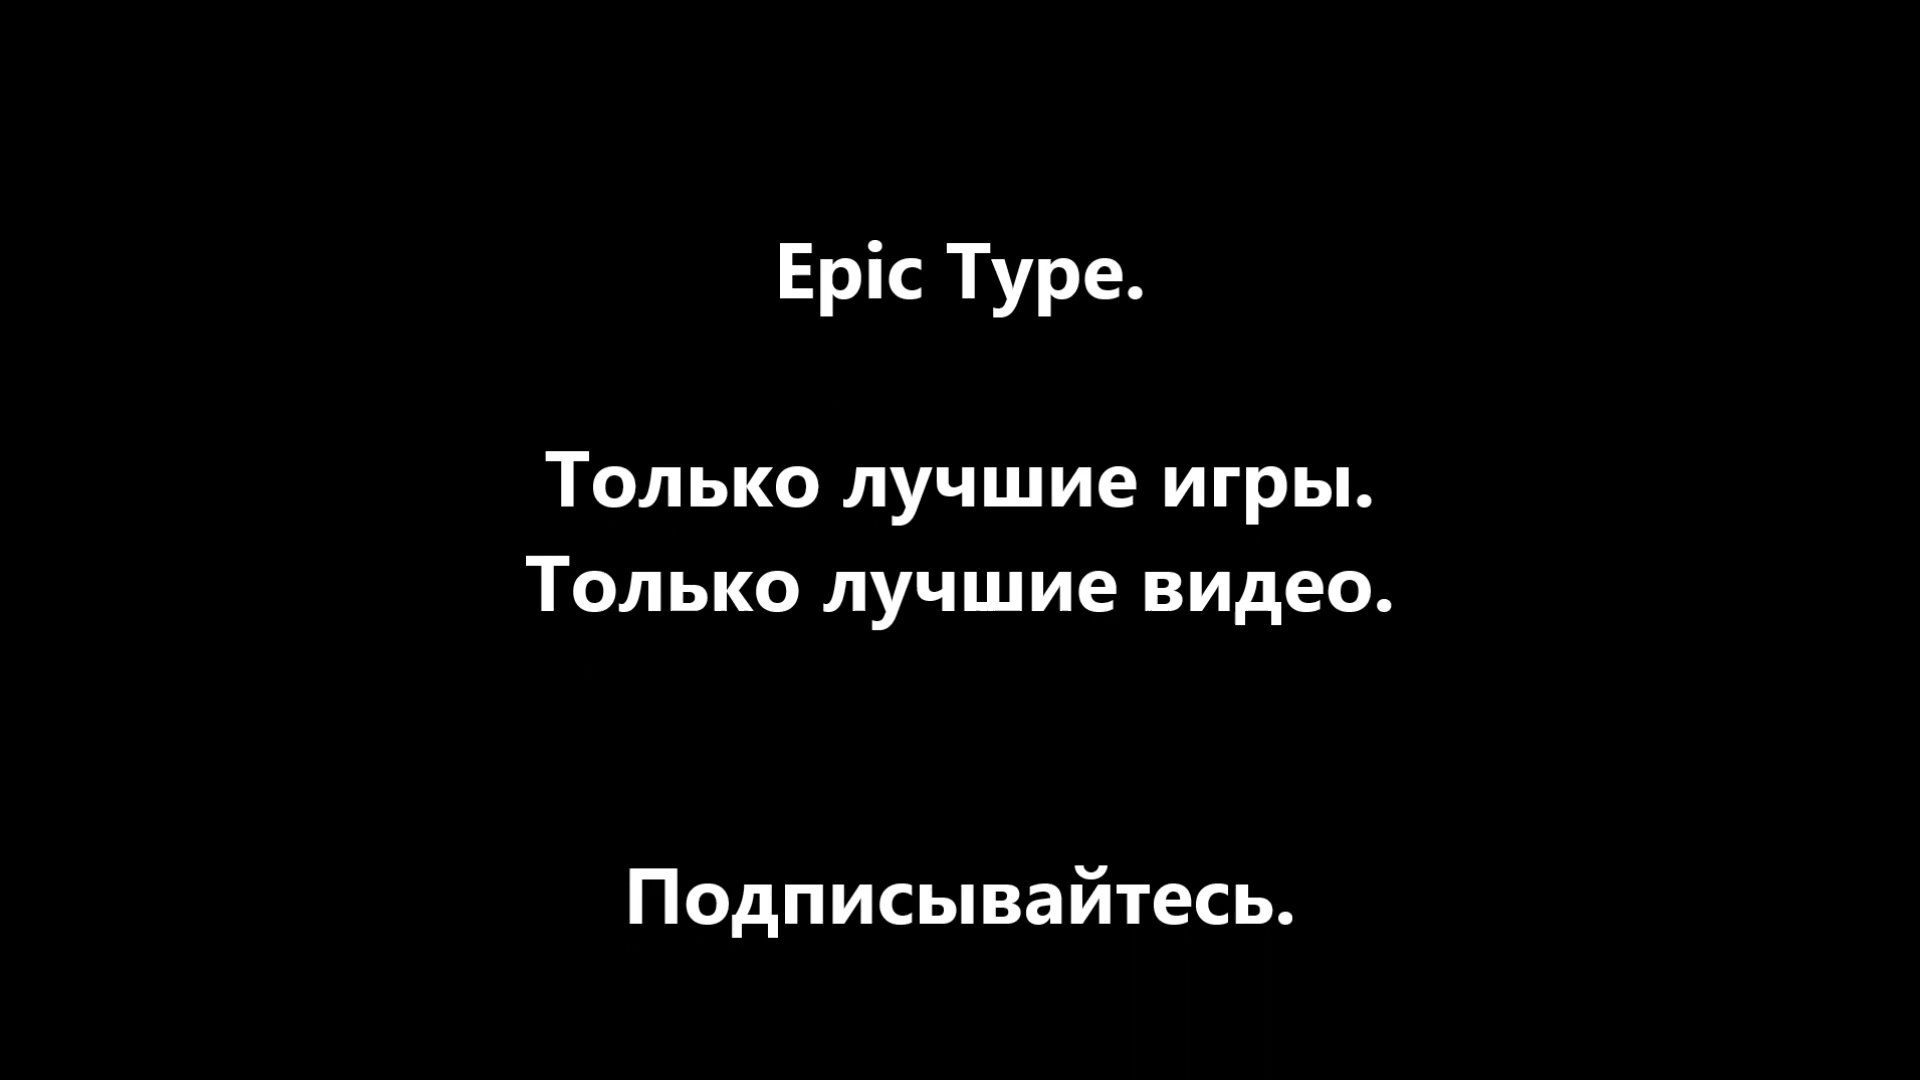 Epic Type.
Только лучшие игры.
Только лучшие видео.
Подписывайтесь.